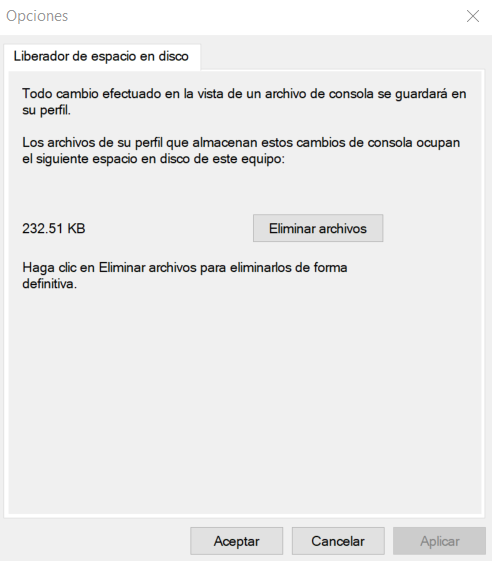 Opciones
Liberador de espacio en disco
Todo cambio efectuado en la vista de un archivo de consola se guardará en
su perfil.
Los archivos de su perfil que almacenan estos cambios de consola ocupan
el siguiente espacio en disco de este equipo:
232.51 KB
Eliminar archivos
Haga clic en Eliminar archivos para eliminarlos de forma
definitiva.
Aceptar
Cancelar
Aplicar